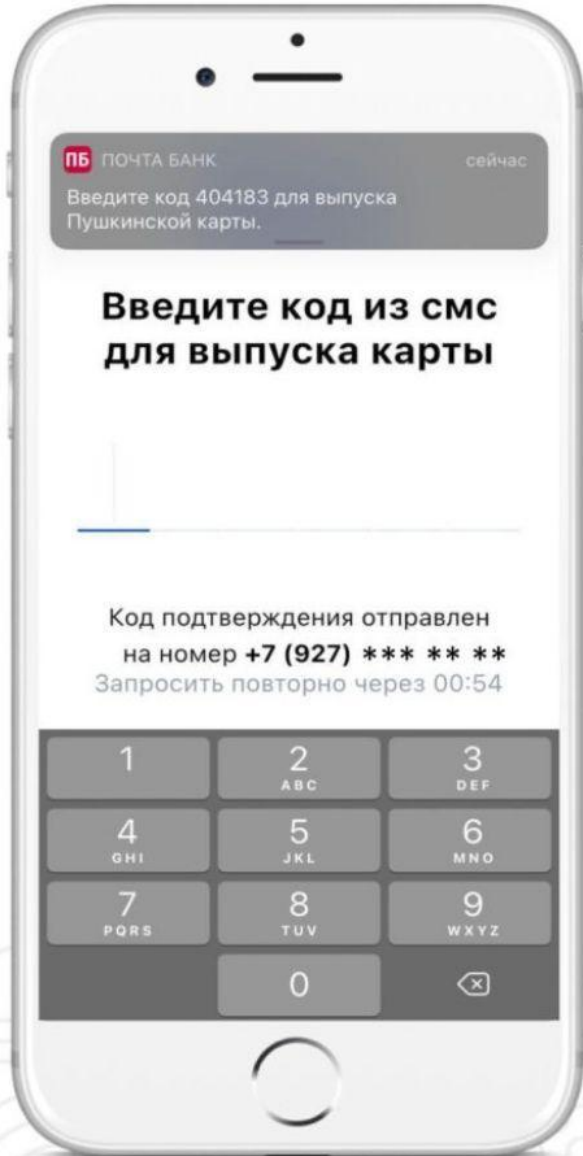 ПБ ПОЧТА БАНК сейчас
Введите код 404183 для выпуска
Пушкинской карты.
Введите код из смс
для выпуска карты
Код подтверждения отправлен
на номер +7 (927) *** ** **
Запросить повторно через 00:54
1 2 3
ABC DEF
4 5 6
GHI JKL MNO
7 8 9
PQRS TUV WXYZ
0